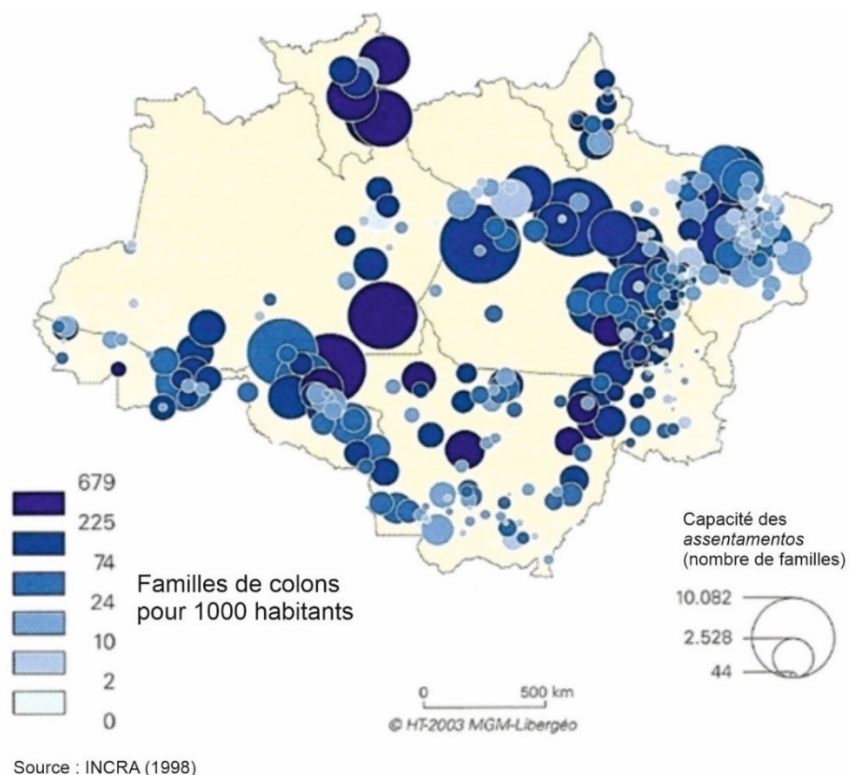 679
225
74
24
10
2
0
Familles de colons
pour 1000 habitants
Capacité des
assentamentos
(nombre de familles)
10.082
2.528
44
0 500 km
© HT-2003 MGM-Libergéo
Source : INCRA (1998)